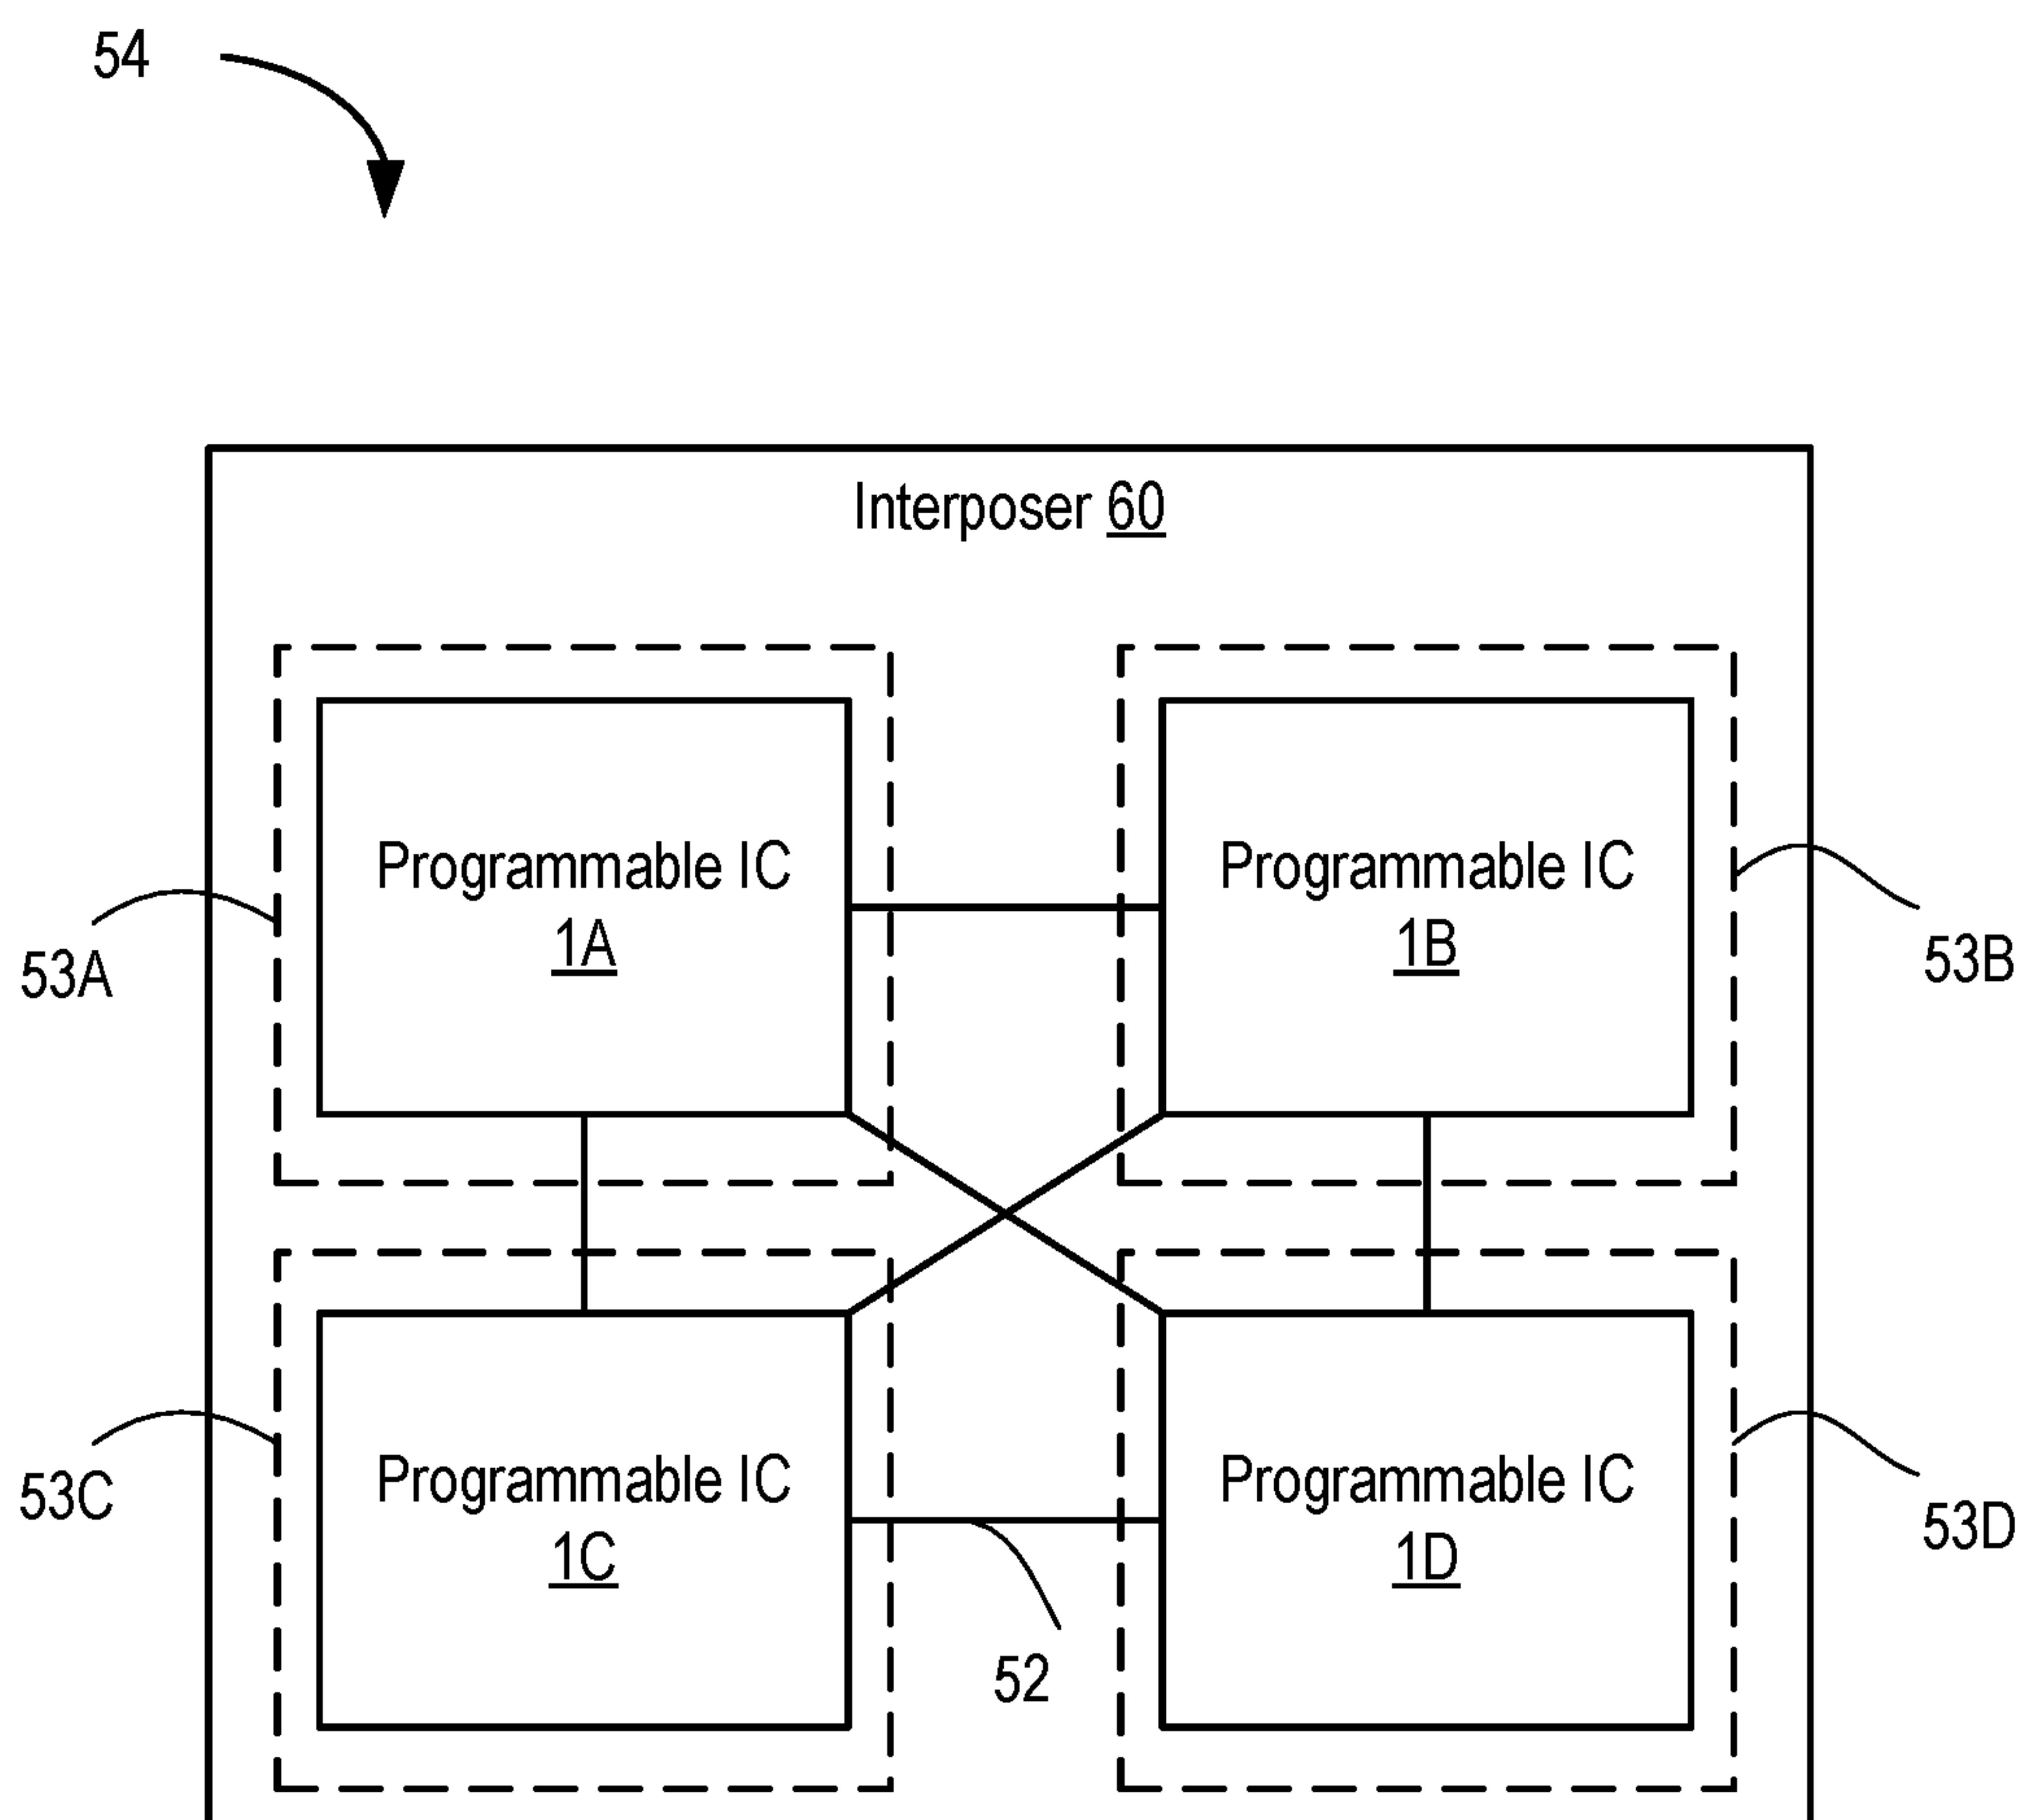 54
Interposer 60
Programmable IC
1A
Programmable IC
1B
53A
53B
Programmable IC
1C
Programmable IC
1D
53C
53D
52